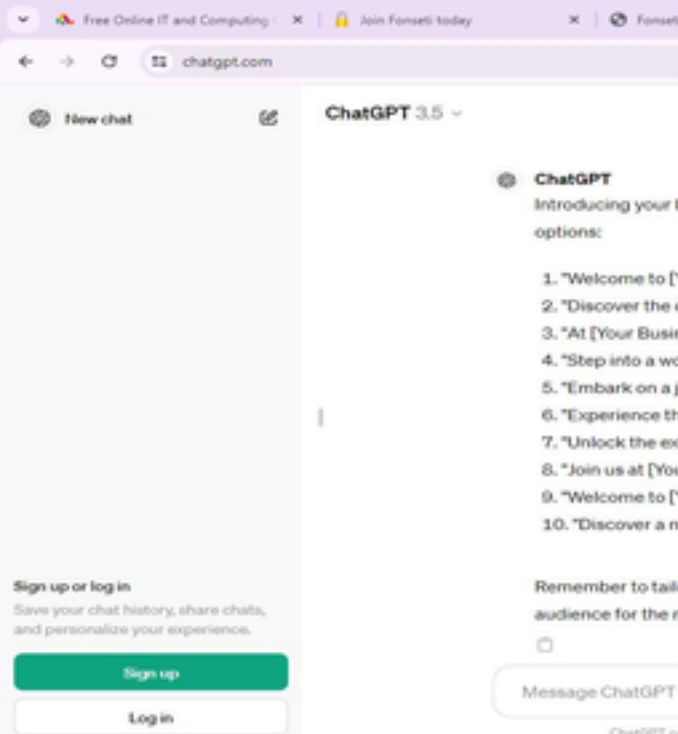 Free Online IT and Computing
Join Fonseti today
Fonset
chatgpt.com
New chat
ChatGPT 3.5
ChatGPT
Introducing your
options:
1. "Welcome to [
2. "Discover the
3. "At [Your Busi
4. "Step into a wo
5. "Embark on a j
6. "Experience th
7. "Unlock the ex
8. "Join us at [You
9. "Welcome to [
10. "Discover a n
Remember to tail
audience for the
Sign up or log in
Save your chat history, share chats,
and personalize your experience.
Sign up
Log in
Message ChatGPT
ChatGPT